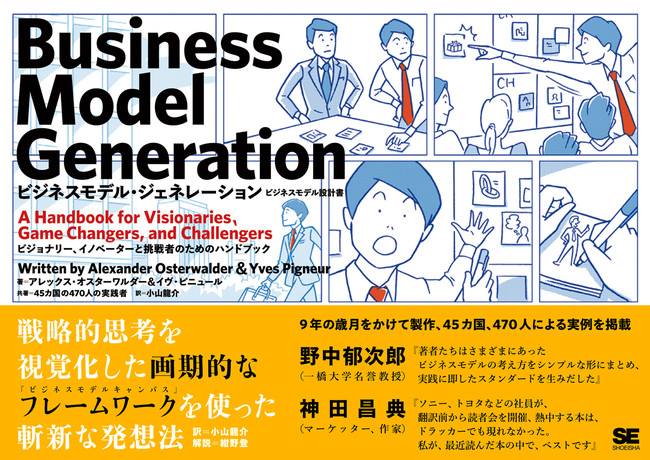 Business
Model
Generation
ビジネスモデル・ジェネレーション ビジネスモデル設計書
A Handbook for Visionaries,
Game Changers, and Challengers
ビジョナリー、イノベーターと挑戦者のためのハンドブック
Written by Alexander Osterwalder & Yves Pigneur
著=アレックス・オスターワルダー&イヴ・ピニュール
共著=45カ国の470人の実践者 訳=小山龍介
CH
CH
戦略的思考を
視覚化した画期的な
「ビジネスモデルキャンバス」
フレームワークを使った
斬新な発想法 訳=小山龍介
解説=紺野登
9年の歳月をかけて製作、45カ国、470人による実例を掲載
野中郁次郎
(一橋大学名誉教授)
『著者たちはさまざまにあった
ビジネスモデルの考え方をシンプルな形にまとめ、
実践に即したスタンダードを生みだした』
神田昌典
(マーケッター、作家)
『ソニー、トヨタなどの社員が、
翻訳前から読者会を開催、熱中する本は、
ドラッカーでも現れなかった。
私が、最近読んだ本の中で、ベストです』
SE
SHOEISHA